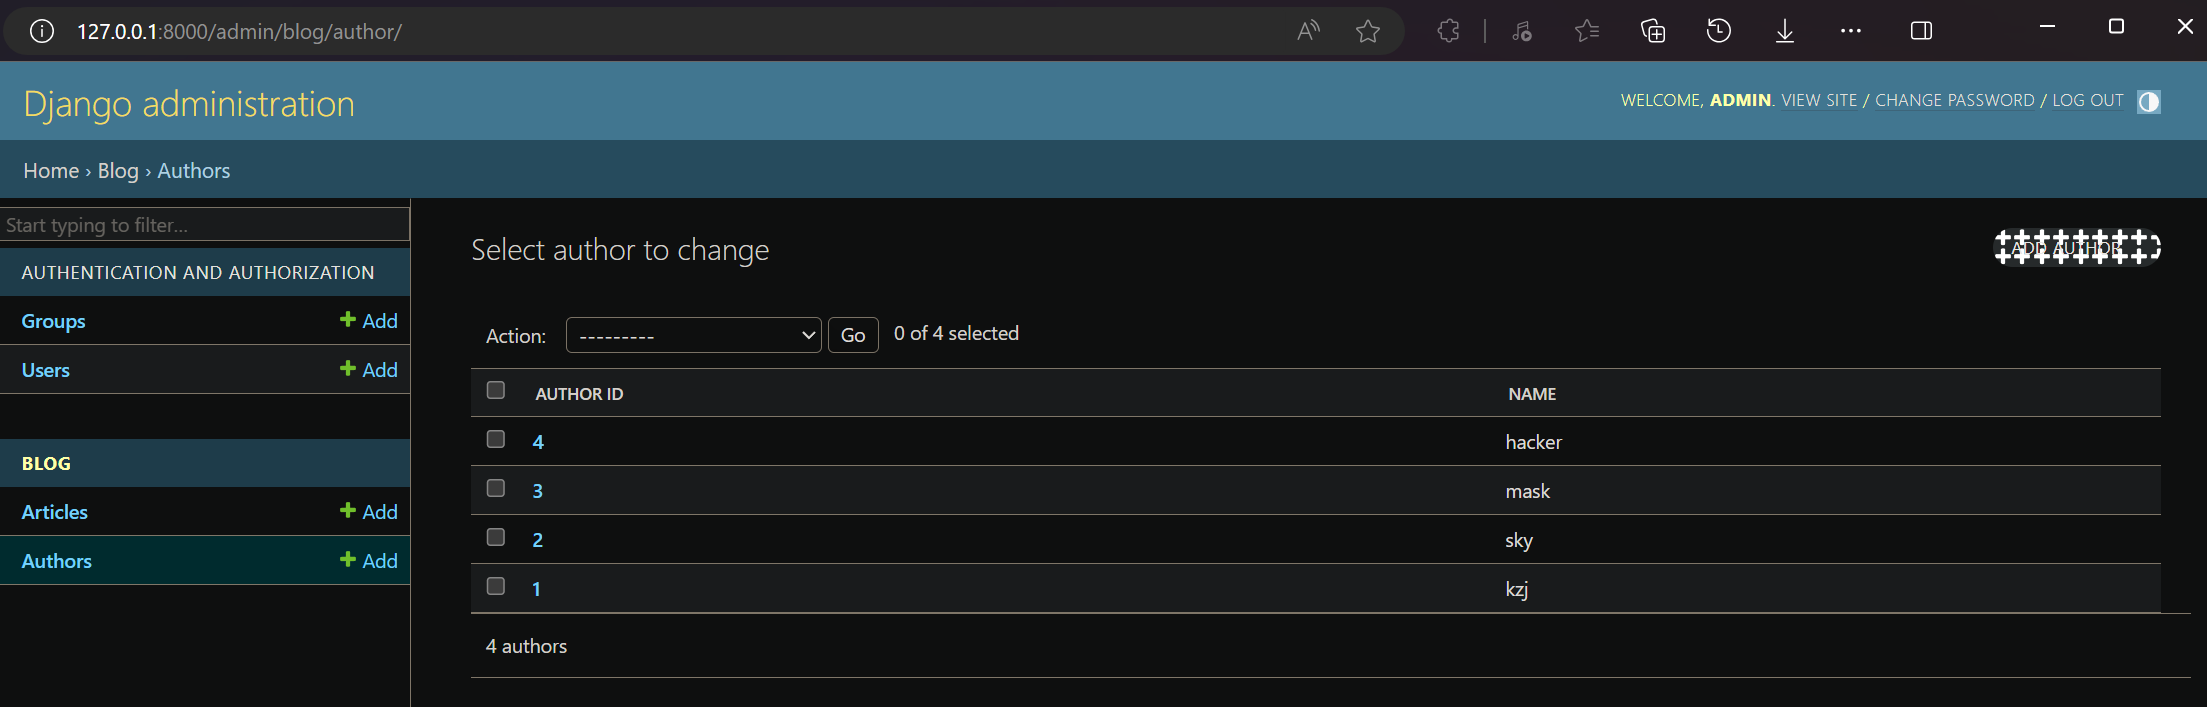 127.0.0.1:8000/admin/blog/author/
Django administration
WELCOME, ADMIN. VIEW SITE / CHANGE PASSWORD / LOG OUT
Home › Blog › Authors
Start typing to filter...
AUTHENTICATION AND AUTHORIZATION
Groups Add
Users Add
BLOG
Articles Add
Authors Add
Select author to change
ADD AUTHOR
Action: --------- Go 0 of 4 selected
AUTHOR ID NAME
4 hacker
3 mask
2 sky
1 kzj
4 authors